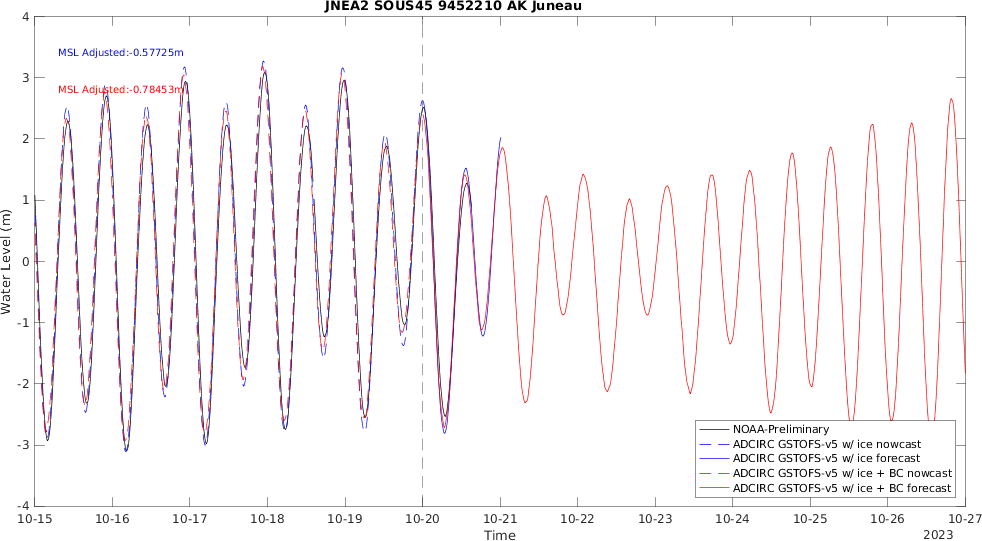 JNEA2 SOUS45 9452210 AK Juneau
MSL Adjusted:-0.57725m
MSL Adjusted:-0.78453m
Water Level (m)
4
3
2
1
0
-1
-2
-3
-4
NOAA-Preliminary
ADCIRC GSTOFS-v5 w/ ice nowcast
ADCIRC GSTOFS-v5 w/ ice forecast
ADCIRC GSTOFS-v5 w/ ice + BC nowcast
ADCIRC GSTOFS-v5 w/ ice + BC forecast
10-15 10-16 10-17 10-18 10-19 10-20 10-21 10-22 10-23 10-24 10-25 10-26 10-27
Time
2023